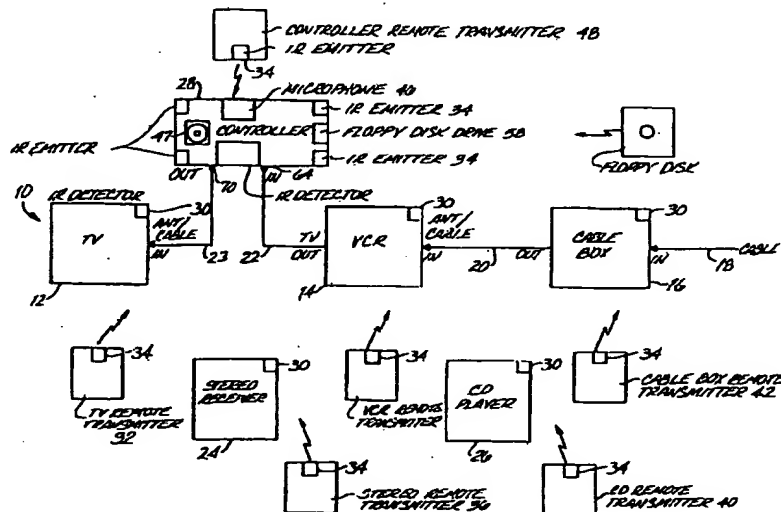 CONTROLLER REMOTE TRANSMITTER 48
IR EMITTER
34
28
MICROPHONE 40
IR EMITTER 34
47
CONTROLLER
FLOPPY DISK DRIVE 58
IR EMITTER
IR EMITTER 34
FLOPPY DISK
OUT
70
IN
64
IR DETECTOR
10
IR DETECTOR
30
TV
ANT/
CABLE
IN
12
23
22
TV
OUT
VCR
30
ANT/
CABLE
IN
14
20
OUT
CABLE
BOX
30
IN
CABLE
18
16
34
TV REMOTE
TRANSMITTER
32
STEREO
RECEIVER
30
24
34
VCR REMOTE
TRANSMITTER
CD
PLAYER
30
26
34
CABLE BOX REMOTE
TRANSMITTER 42
34
STEREO REMOTE
TRANSMITTER 36
34
CD REMOTE
TRANSMITTER 40